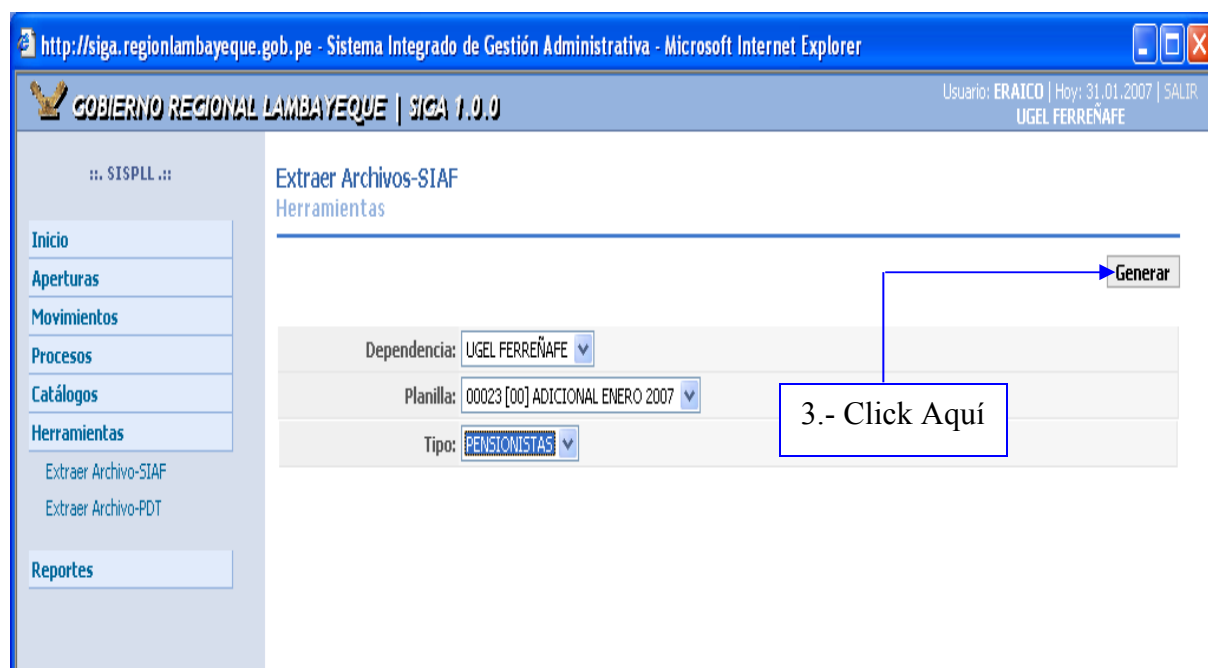 http://siga.regionlambayeque.gob.pe - Sistema Integrado de Gestión Administrativa - Microsoft Internet Explorer
GOBIERNO REGIONAL LAMBAYEQUE | SIGA 1.0.0
Usuario: ERAICO | Hoy: 31.01.2007 | SALIR
UGEL FERREÑAFE
::. SISPLL .::
Inicio
Aperturas
Movimientos
Procesos
Catálogos
Herramientas
Extraer Archivo-SIAF
Extraer Archivo-PDT
Reportes
Extraer Archivos-SIAF
Herramientas
Generar
Dependencia: UGEL FERREÑAFE
Planilla: 00023 [00] ADICIONAL ENERO 2007
Tipo: PENSIONISTAS
3.- Click Aquí